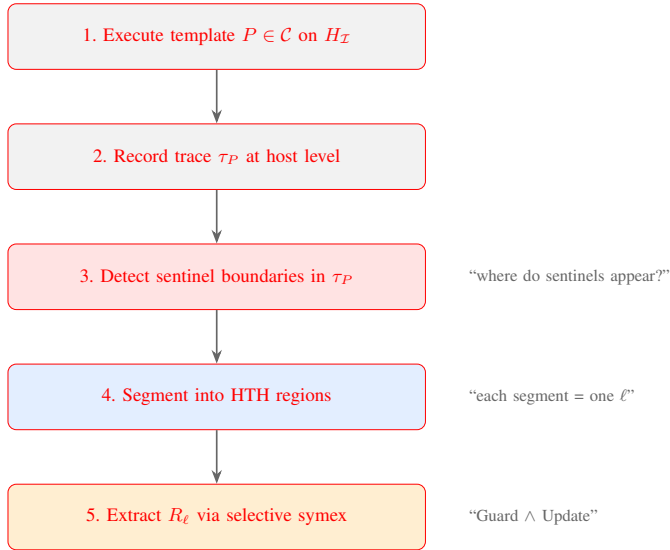 1. Execute template P ∈ 𝒞 on H_ℐ
2. Record trace τ_P at host level
3. Detect sentinel boundaries in τ_P
“where do sentinels appear?”
4. Segment into HTH regions
“each segment = one ℓ”
5. Extract R_ℓ via selective symex
“Guard ∧ Update”